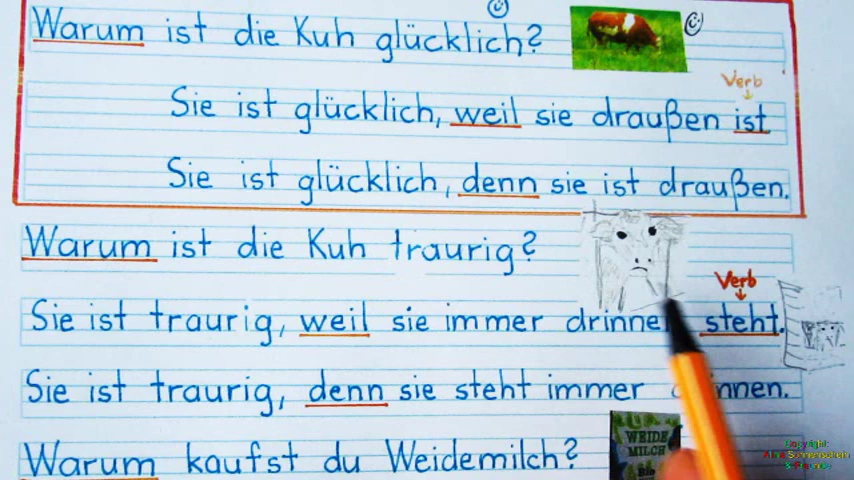 Warum ist die Kuh glücklich?
Verb
Sie ist glücklich, weil sie draußen ist
Sie ist glücklich, denn sie ist draußen.
Warum ist die Kuh traurig?
Verb
Sie ist traurig, weil sie immer drinnen steht.
Sie ist traurig, denn sie steht immer drinnen.
Warum kaufst du Weidemilch?
WEIDE
MILCH
Copyright: